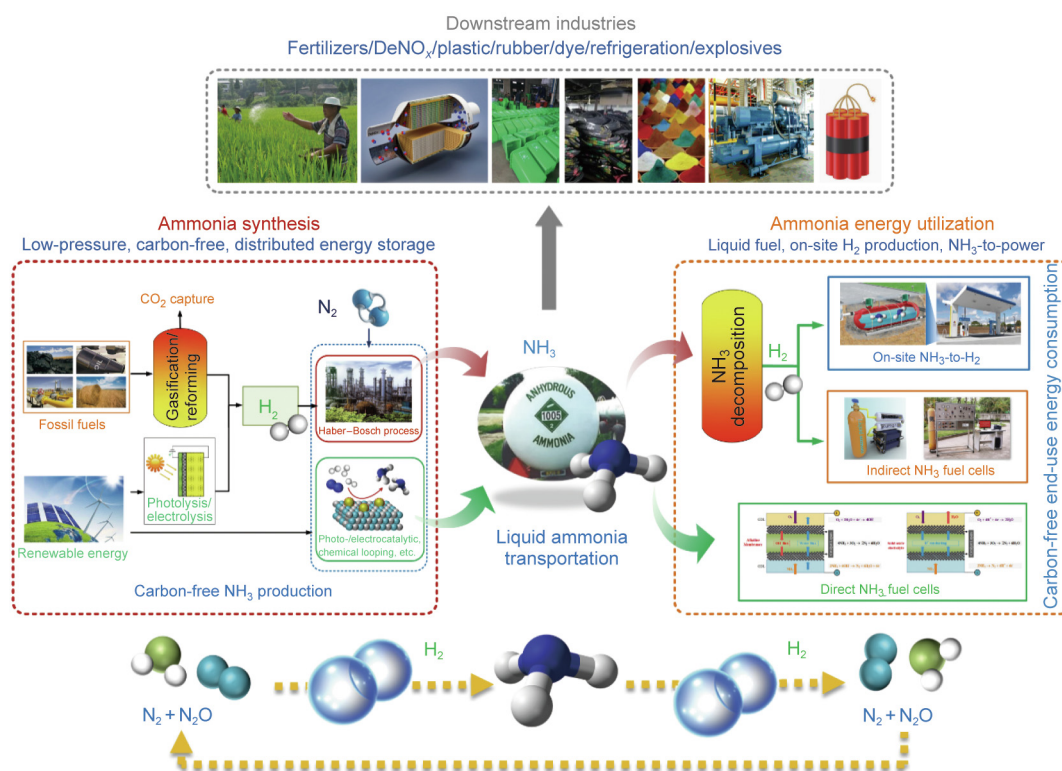 Downstream industries
Fertilizers/DeNOx/plastic/rubber/dye/refrigeration/explosives
Ammonia synthesis
Low-pressure, carbon-free, distributed energy storage
CO2 capture
N2
Gasification/
reforming
Fossil fuels
H2
Haber–Bosch process
Photolysis/
electrolysis
Renewable energy
Photo-/electrocatalytic,
chemical looping, etc.
Carbon-free NH3 production
NH3
ANHYDROUS
1005
2
AMMONIA
Liquid ammonia
transportation
Ammonia energy utilization
Liquid fuel, on-site H2 production, NH3-to-power
NH3
decomposition
H2
On-site NH3-to-H2
Indirect NH3 fuel cells
Direct NH3 fuel cells
Carbon-free end-use energy consumption
H2
H2
N2 + N2O
N2 + N2O